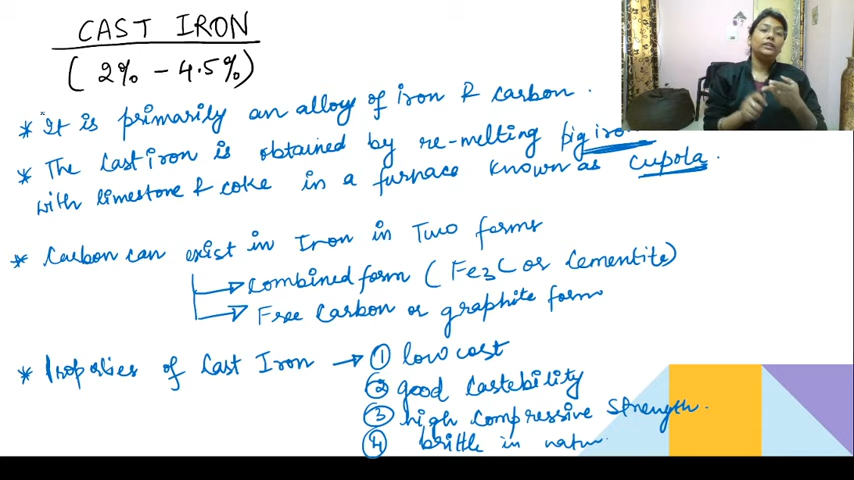 CAST IRON
(2% - 4.5%)
* It is primarily an alloy of iron & carbon.
* The Cast iron is obtained by re-melting pig iron
with limestone & coke in a furnace known as cupola.
* Carbon can exist in Iron in Two forms
Combined form (Fe3C or Cementite)
Free Carbon or graphite form
* Properties of Cast Iron → ① low cost
② good Castebility
③ high Compressive Strength.
④ brittle in natu